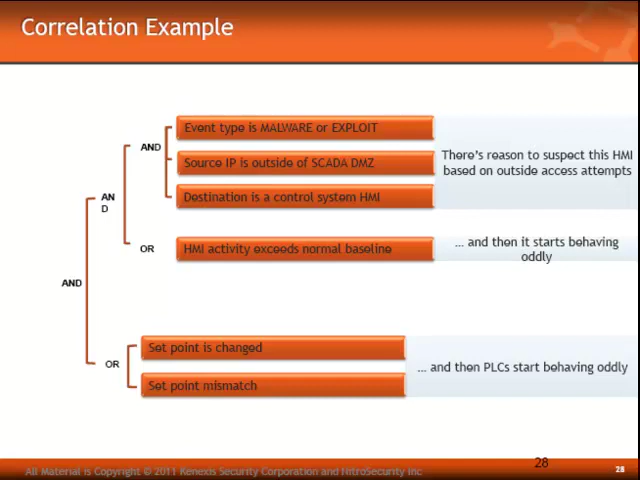 Correlation Example
Event type is MALWARE or EXPLOIT
AND
There's reason to suspect this HMI
based on outside access attempts
Source IP is outside of SCADA DMZ
Destination is a control system HMI
AN
D
OR
HMI activity exceeds normal baseline
… and then it starts behaving
oddly
AND
Set point is changed
OR
… and then PLCs start behaving oddly
Set point mismatch
28
All Material is Copyright © 2011 Kenexis Security Corporation and NitroSecurity Inc
28